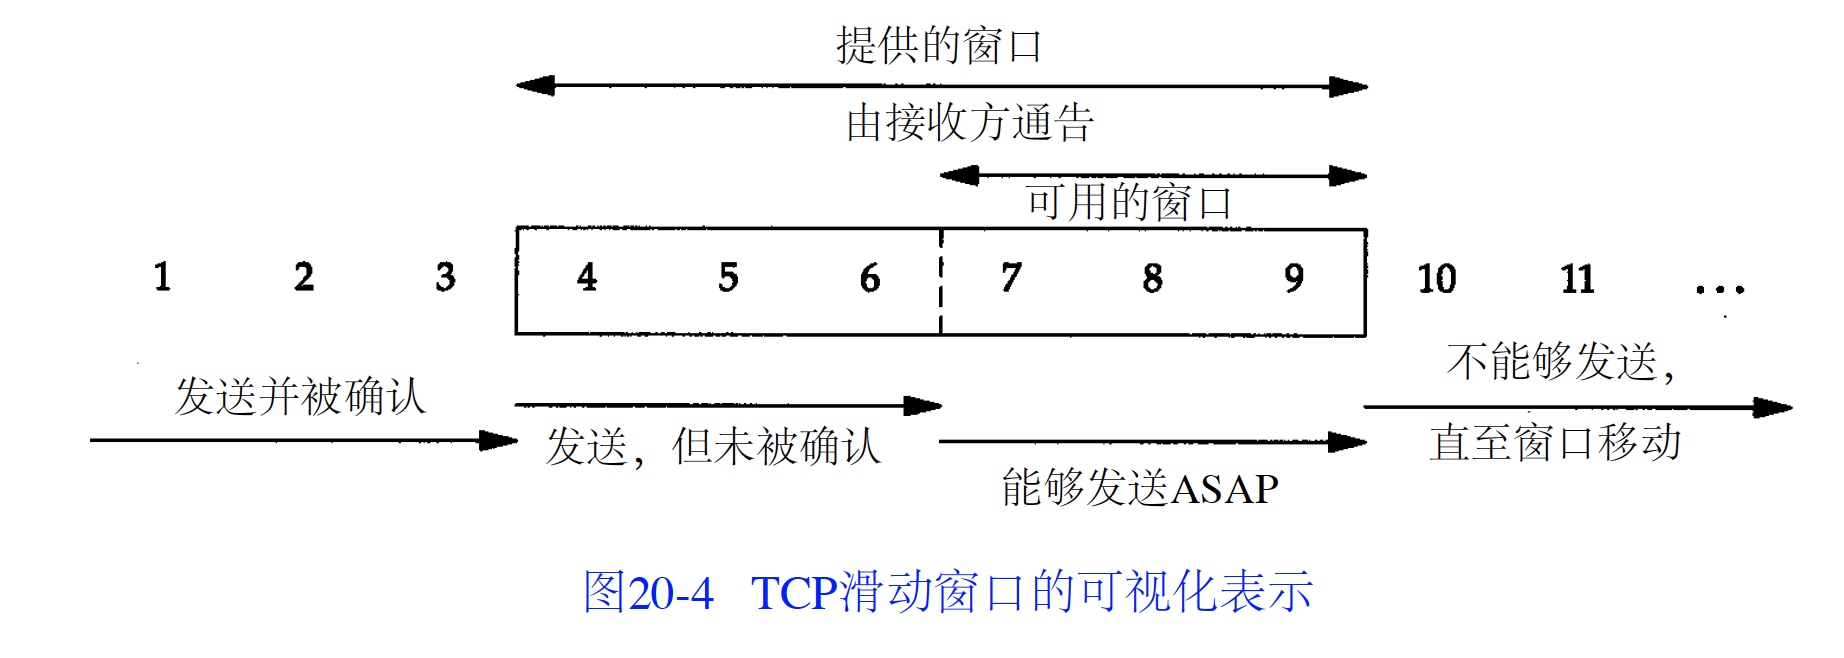 提供的窗口
由接收方通告
可用的窗口
1 2 3 4 5 6 7 8 9 10 11 ...
发送并被确认
发送，但未被确认
能够发送ASAP
不能够发送，
直至窗口移动
图20-4 TCP滑动窗口的可视化表示